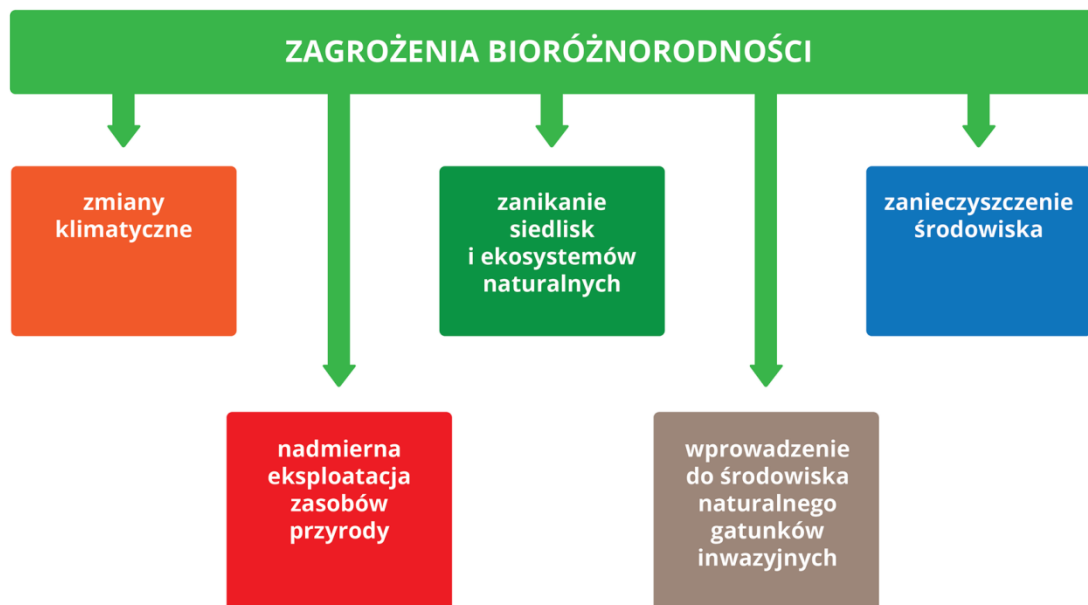 ZAGROŻENIA BIORÓŻNORODNOŚCI
zmiany
klimatyczne
zanikanie
siedlisk
i ekosystemów
naturalnych
zanieczyszczenie
środowiska
nadmierna
eksploatacja
zasobów
przyrody
wprowadzenie
do środowiska
naturalnego
gatunków
inwazyjnych